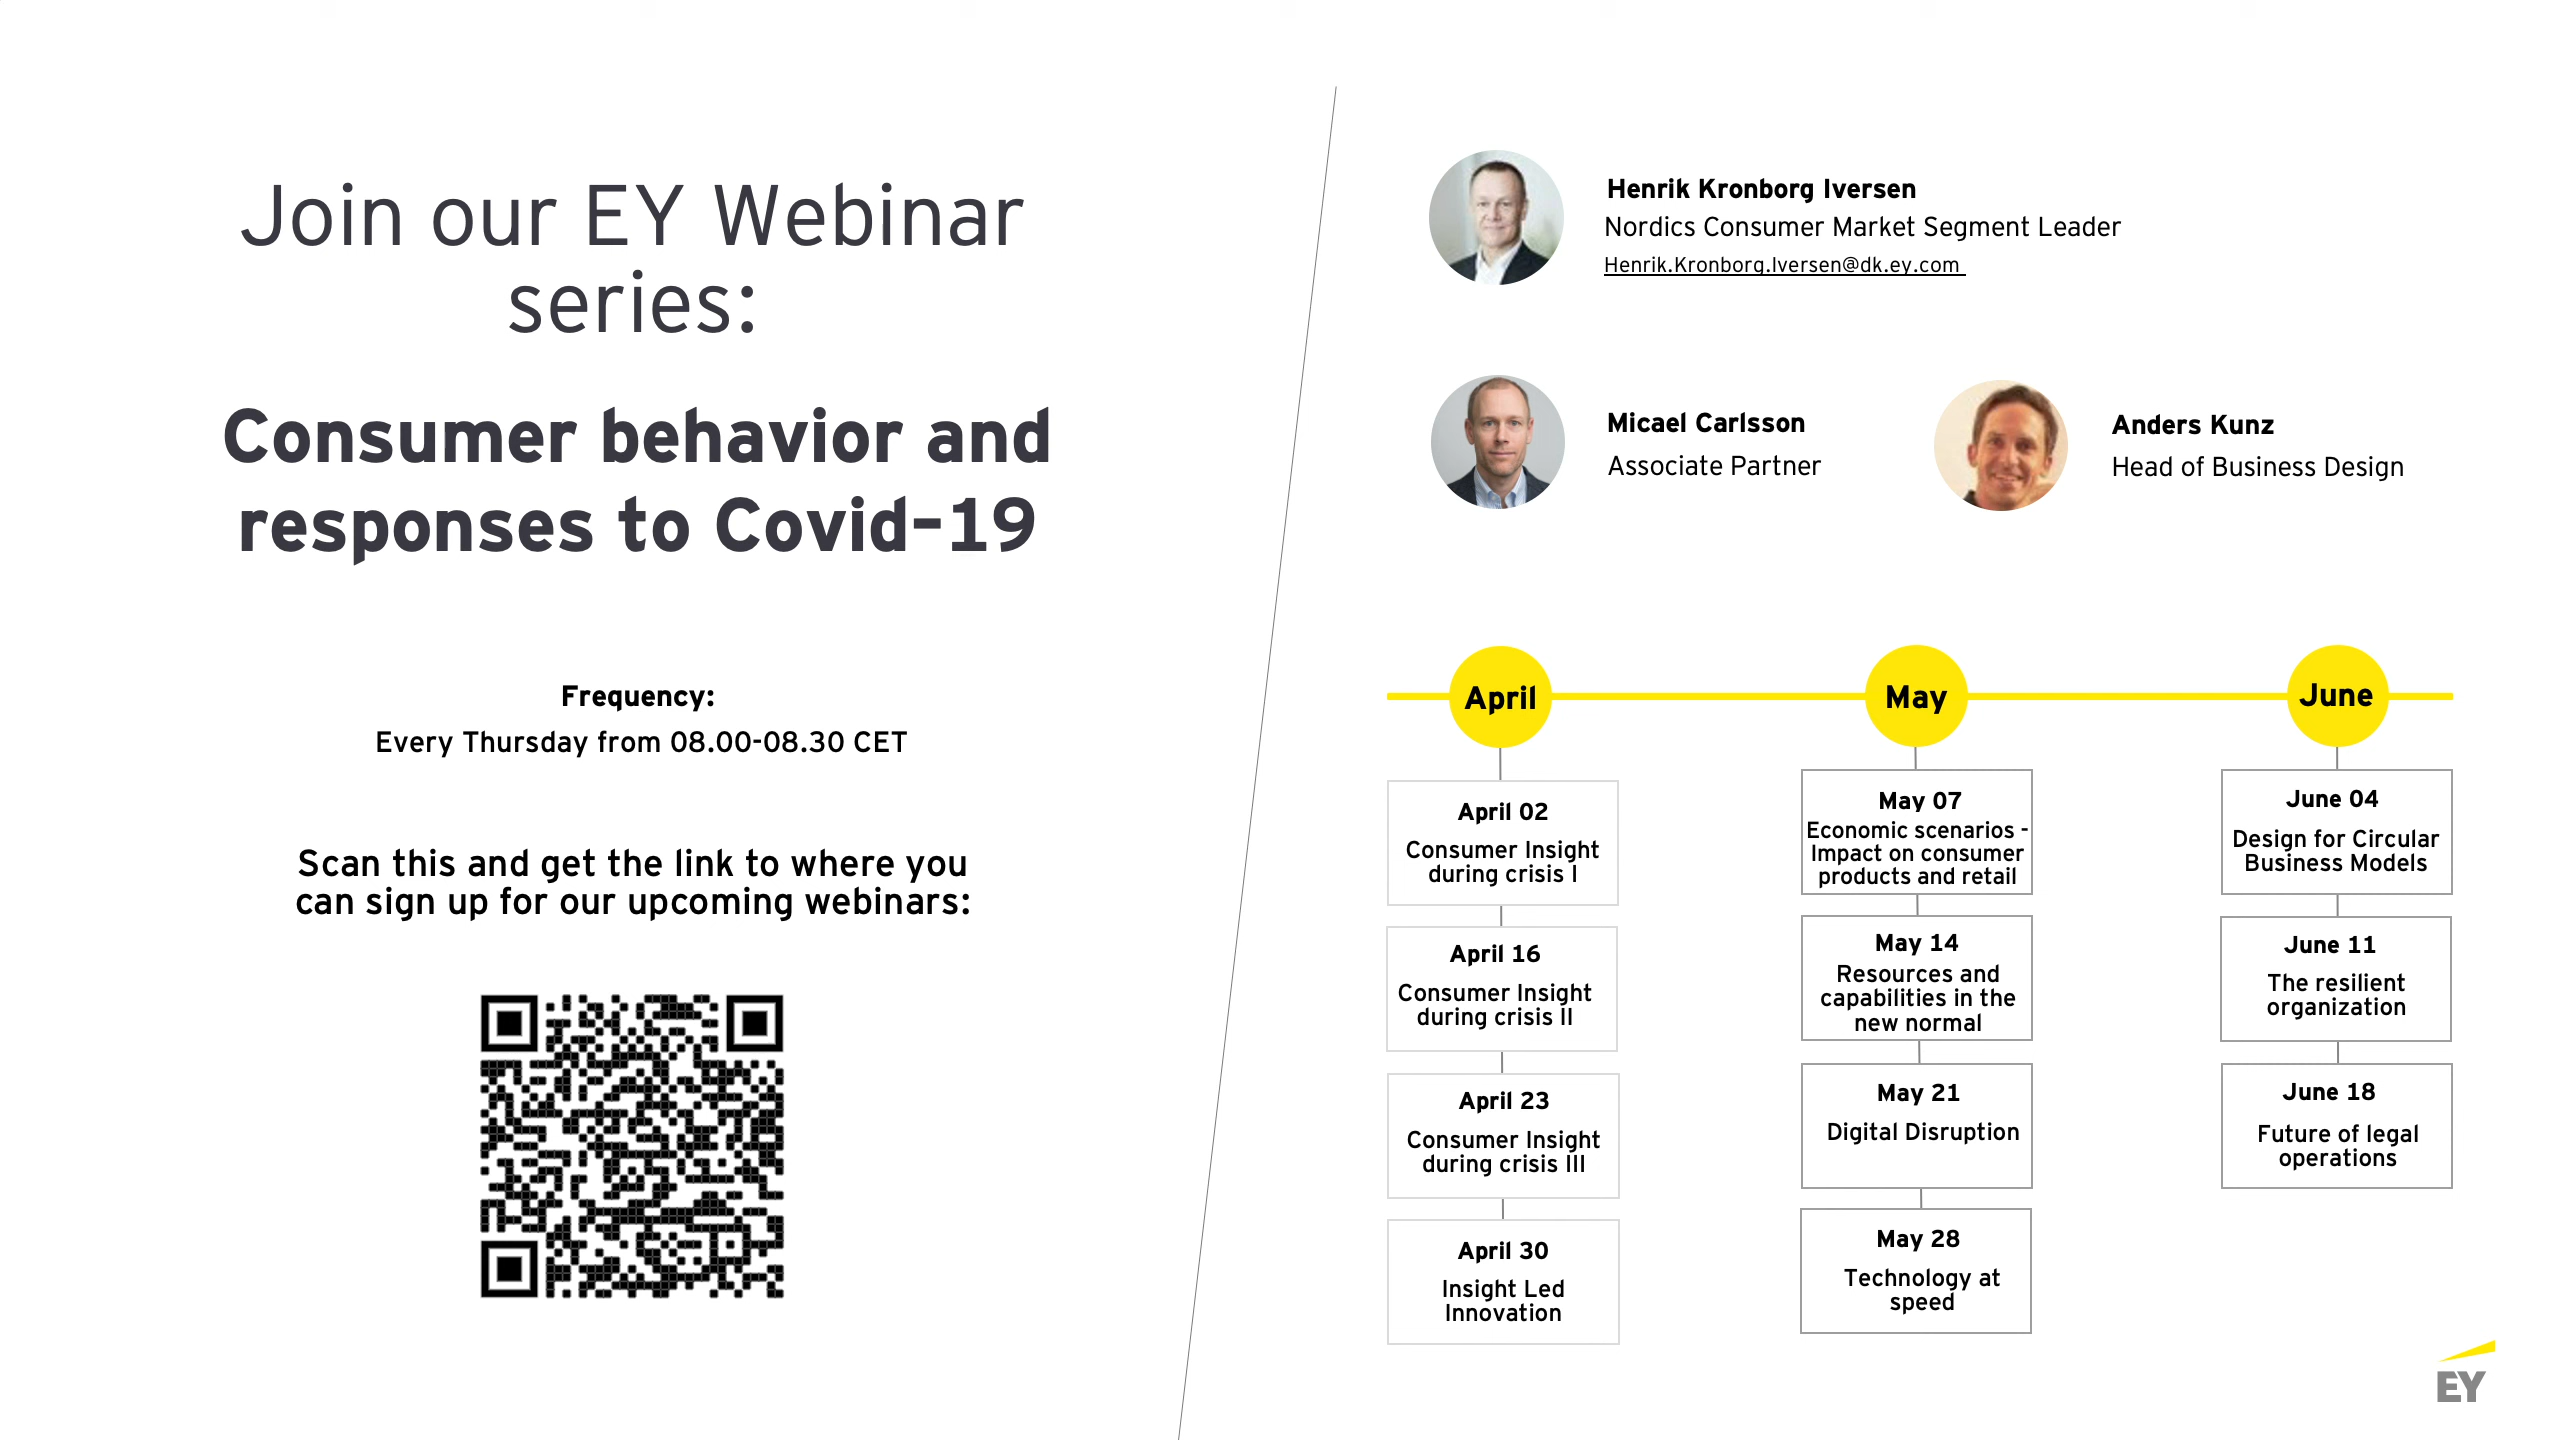 Join our EY Webinar
series:
Consumer behavior and
responses to Covid-19
Frequency:
Every Thursday from 08.00-08.30 CET
Scan this and get the link to where you
can sign up for our upcoming webinars:
Henrik Kronborg Iversen
Nordics Consumer Market Segment Leader
Henrik.Kronborg.Iversen@dk.ey.com
Micael Carlsson
Associate Partner
Anders Kunz
Head of Business Design
April
April 02
Consumer Insight
during crisis I
April 16
Consumer Insight
during crisis II
April 23
Consumer Insight
during crisis III
April 30
Insight Led
Innovation
May
May 07
Economic scenarios -
Impact on consumer
products and retail
May 14
Resources and
capabilities in the
new normal
May 21
Digital Disruption
May 28
Technology at
speed
June
June 04
Design for Circular
Business Models
June 11
The resilient
organization
June 18
Future of legal
operations
EY